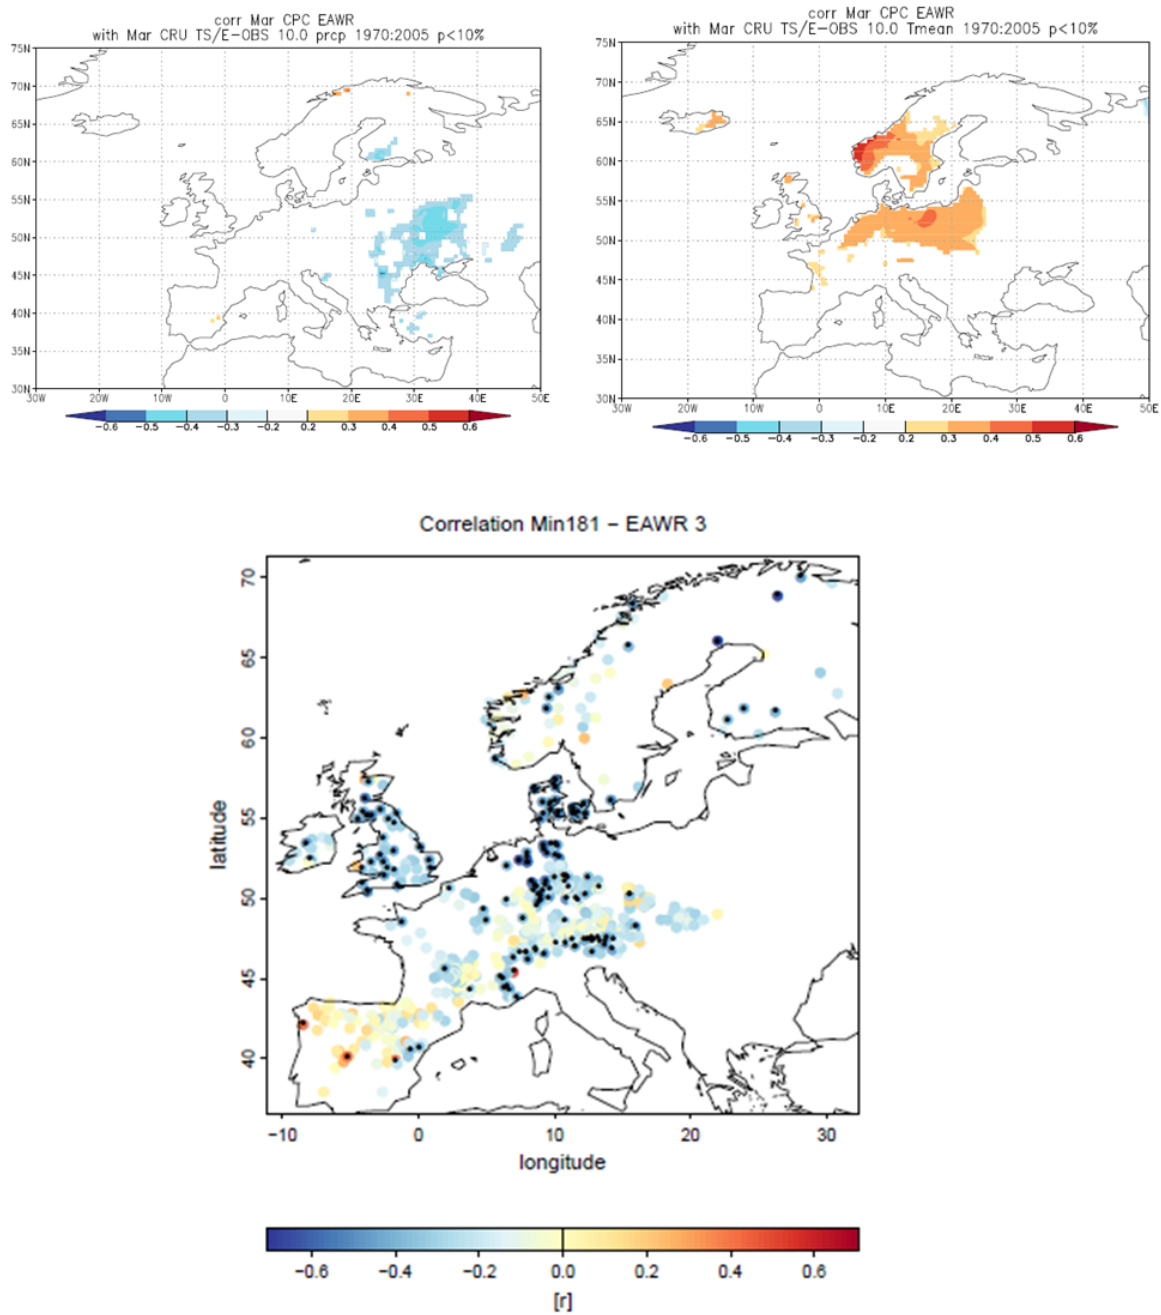 corr Mar CPC EAWR
with Mar CRU TS/E-OBS 10.0 prcp 1970:2005 p<10%
75N
70N
65N
60N
55N
50N
45N
40N
35N
30N
30W 20W 10W 0 10E 20E 30E 40E 50E
-0.6 -0.5 -0.4 -0.3 -0.2 0.2 0.3 0.4 0.5 0.6
corr Mar CPC EAWR
with Mar CRU TS/E-OBS 10.0 Tmean 1970:2005 p<10%
75N
70N
65N
60N
55N
50N
45N
40N
35N
30N
30W 20W 10W 0 10E 20E 30E 40E 50E
-0.6 -0.5 -0.4 -0.3 -0.2 0.2 0.3 0.4 0.5 0.6
Correlation Min181 – EAWR 3
latitude
70
65
60
55
50
45
40
−10 0 10 20 30
longitude
−0.6 −0.4 −0.2 0.0 0.2 0.4 0.6
[r]